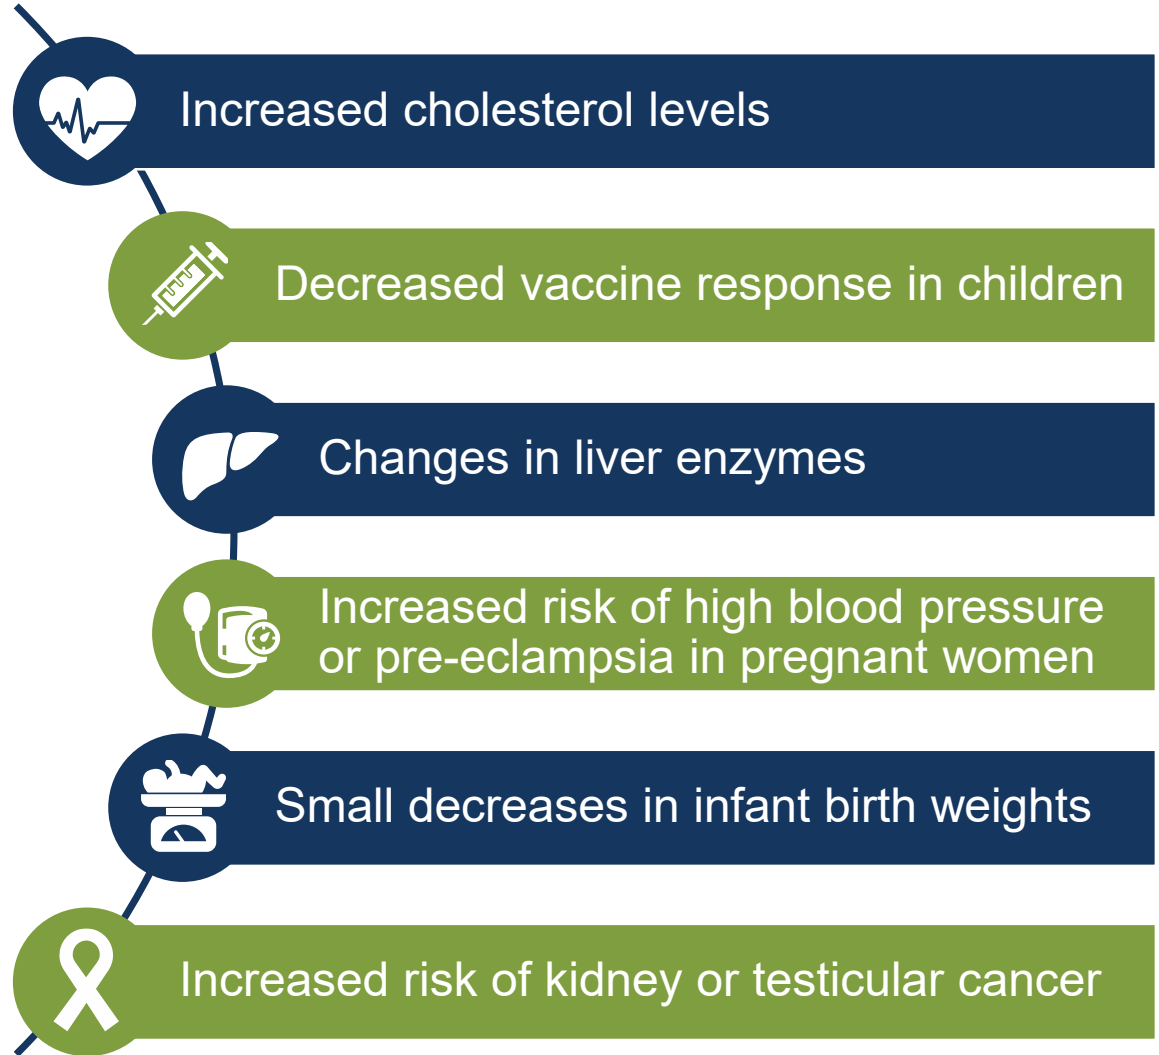 Increased cholesterol levels
Decreased vaccine response in children
Changes in liver enzymes
Increased risk of high blood pressure
or pre-eclampsia in pregnant women
Small decreases in infant birth weights
Increased risk of kidney or testicular cancer